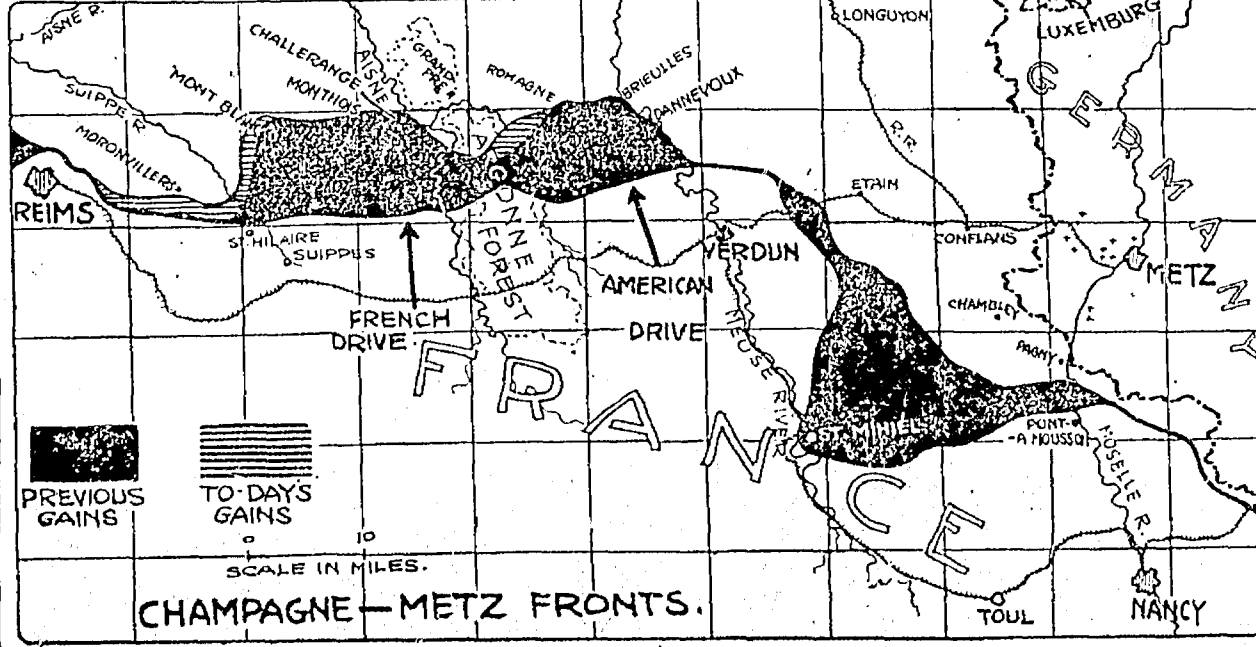 AISNE R.
SUIPPE R.
MORONVILLERS
MONT BL
CHALLERANGE
MONTHOIS
AISNE
GRAND
PRE
ROMAGNE
BRIEULLES
DANNEVOUX
LONGUYON
R.R.
LUXEMBURG
GERMANY
REIMS
ST. HILAIRE
SUIPPES
FOREST
VERDUN
ETAIN
CONFLANS
METZ
CHAMBLEY
PAGNY
FRENCH
DRIVE
AMERICAN
DRIVE
MEUSE RIVER
ST. MIHIEL
PONT-
-A MOUSSON
MOSELLE R.
FRANCE
PREVIOUS
GAINS
TO-DAY'S
GAINS
0 10
SCALE IN MILES.
CHAMPAGNE—METZ FRONTS.
TOUL
NANCY